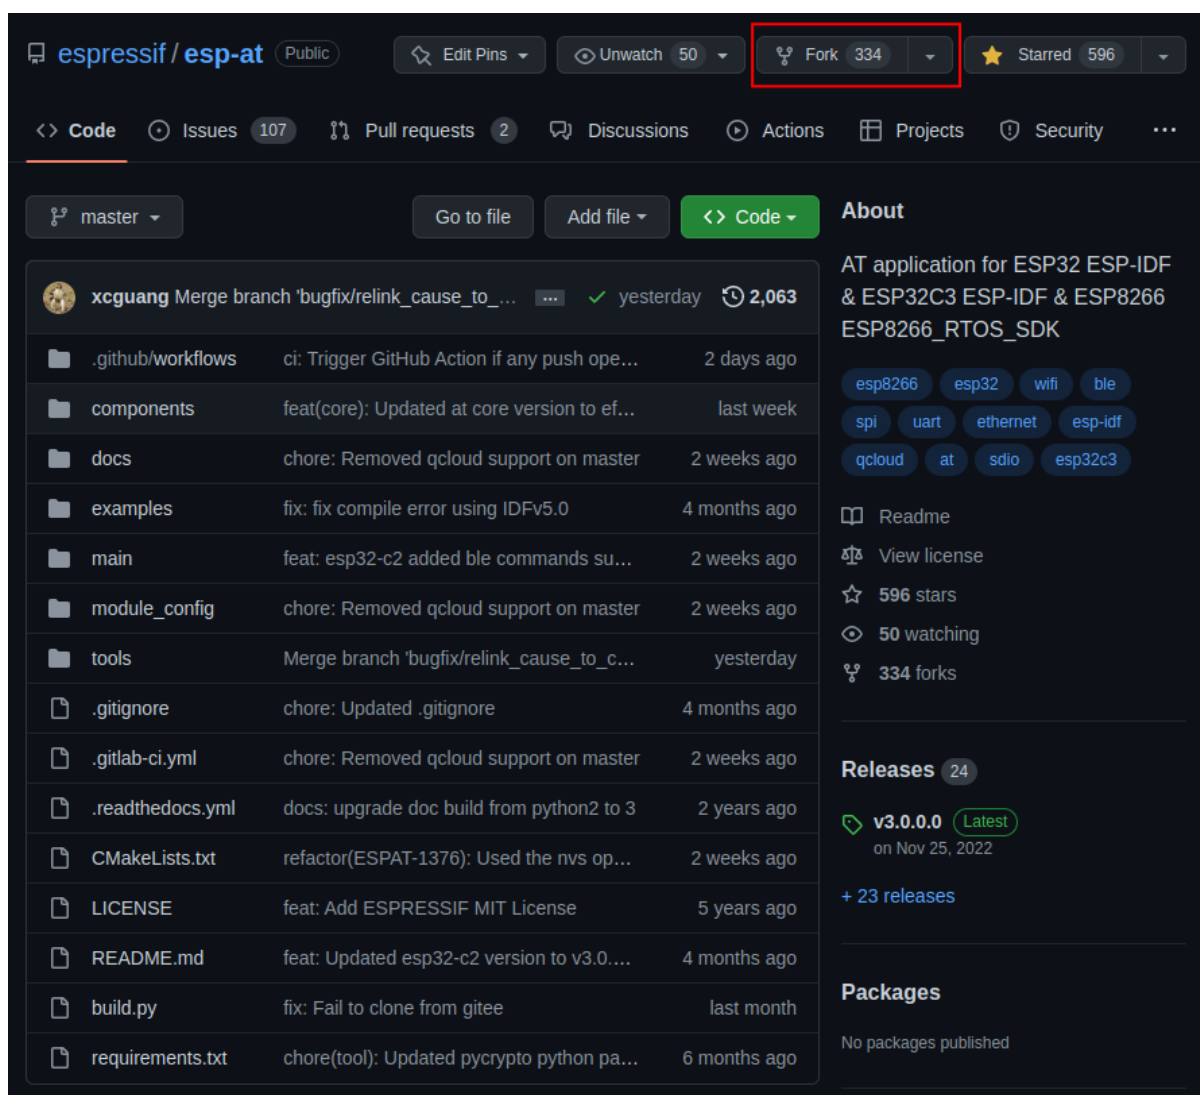 espressif / esp-at Public Edit Pins Unwatch 50 Fork 334 Starred 596
Code Issues 107 Pull requests 2 Discussions Actions Projects Security ...
master Go to file Add file Code
xcguang Merge branch 'bugfix/relink_cause_to_... ... yesterday 2,063
.github/workflows ci: Trigger GitHub Action if any push ope... 2 days ago
components feat(core): Updated at core version to ef... last week
docs chore: Removed qcloud support on master 2 weeks ago
examples fix: fix compile error using IDFv5.0 4 months ago
main feat: esp32-c2 added ble commands su... 2 weeks ago
module_config chore: Removed qcloud support on master 2 weeks ago
tools Merge branch 'bugfix/relink_cause_to_c... yesterday
.gitignore chore: Updated .gitignore 4 months ago
.gitlab-ci.yml chore: Removed qcloud support on master 2 weeks ago
.readthedocs.yml docs: upgrade doc build from python2 to 3 2 years ago
CMakeLists.txt refactor(ESPAT-1376): Used the nvs op... 2 weeks ago
LICENSE feat: Add ESPRESSIF MIT License 5 years ago
README.md feat: Updated esp32-c2 version to v3.0.... 4 months ago
build.py fix: Fail to clone from gitee last month
requirements.txt chore(tool): Updated pycrypto python pa... 6 months ago
About
AT application for ESP32 ESP-IDF
& ESP32C3 ESP-IDF & ESP8266
ESP8266_RTOS_SDK
esp8266 esp32 wifi ble
spi uart ethernet esp-idf
qcloud at sdio esp32c3
Readme
View license
596 stars
50 watching
334 forks
Releases 24
v3.0.0.0 Latest
on Nov 25, 2022
+ 23 releases
Packages
No packages published